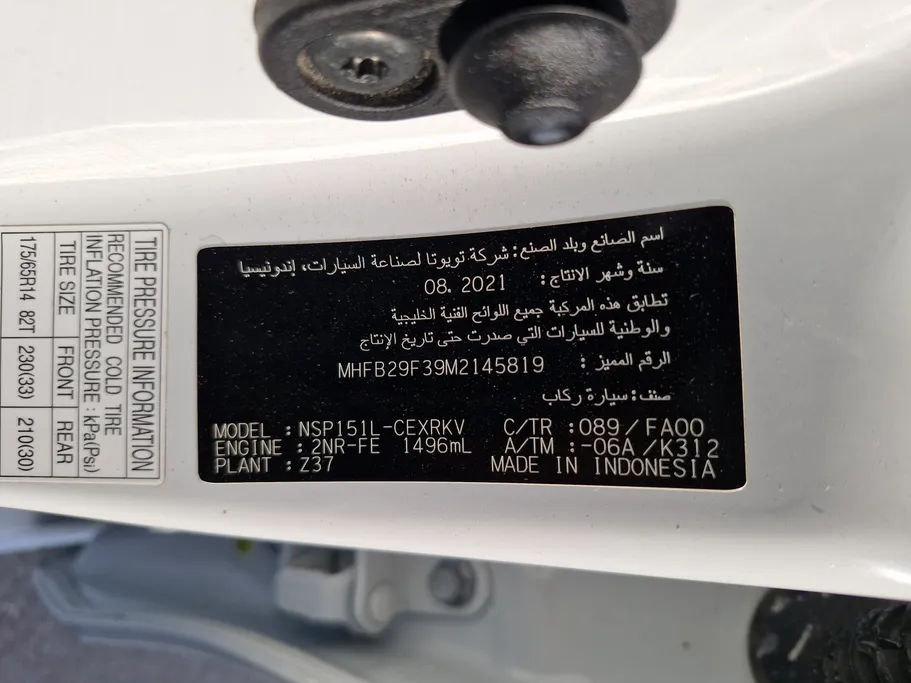 اسم الصانع وبلد الصنع: شركة تويوتا لصناعة السيارات، إندونيسيا
سنة وشهر الانتاج: 08. 2021
تطابق هذه المركبة جميع اللوائح الفنية الخليجية
والوطنية للسيارات التي صدرت حتى تاريخ الإنتاج
الرقم المميز: MHFB29F39M2145819
صنف: سيارة ركاب
MODEL : NSP151L-CEXRKV C/TR : 089/FA00
ENGINE : 2NR-FE 1496mL A/TM : -06A/K312
PLANT : Z37 MADE IN INDONESIA
TIRE PRESSURE INFORMATION
RECOMMENDED COLD TIRE
INFLATION PRESSURE : kPa(Psi)
TIRE SIZE FRONT REAR
175/65R14 82T 230(33) 210(30)